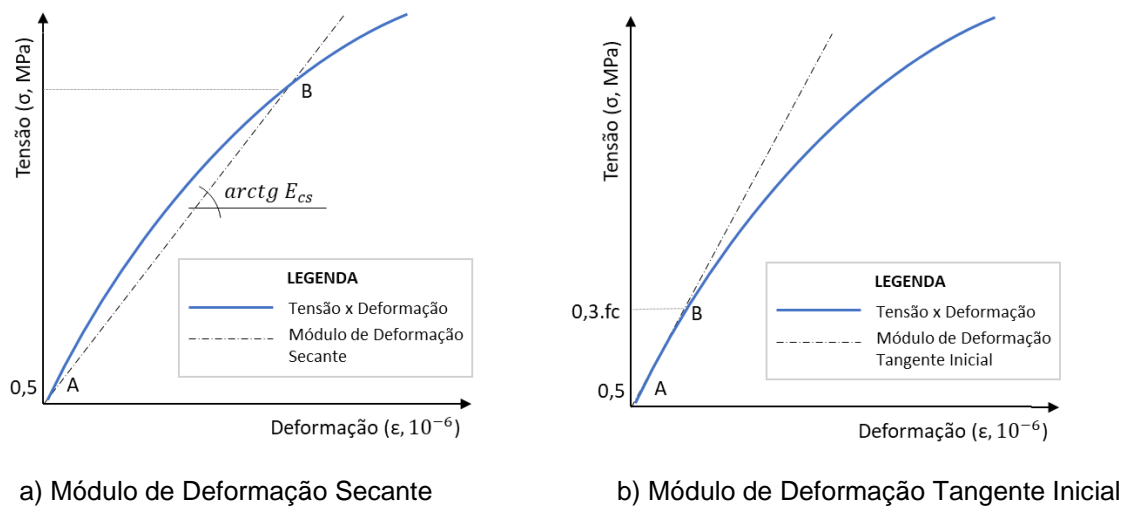 Tensão (σ, MPa)
B
arctg E_cs
LEGENDA
Tensão x Deformação
Módulo de Deformação
Secante
0,5
A
Deformação (ε, 10⁻⁶)
a) Módulo de Deformação Secante
Tensão (σ, MPa)
LEGENDA
0,3.fc
B
Tensão x Deformação
Módulo de Deformação
Tangente Inicial
0,5
A
Deformação (ε, 10⁻⁶)
b) Módulo de Deformação Tangente Inicial